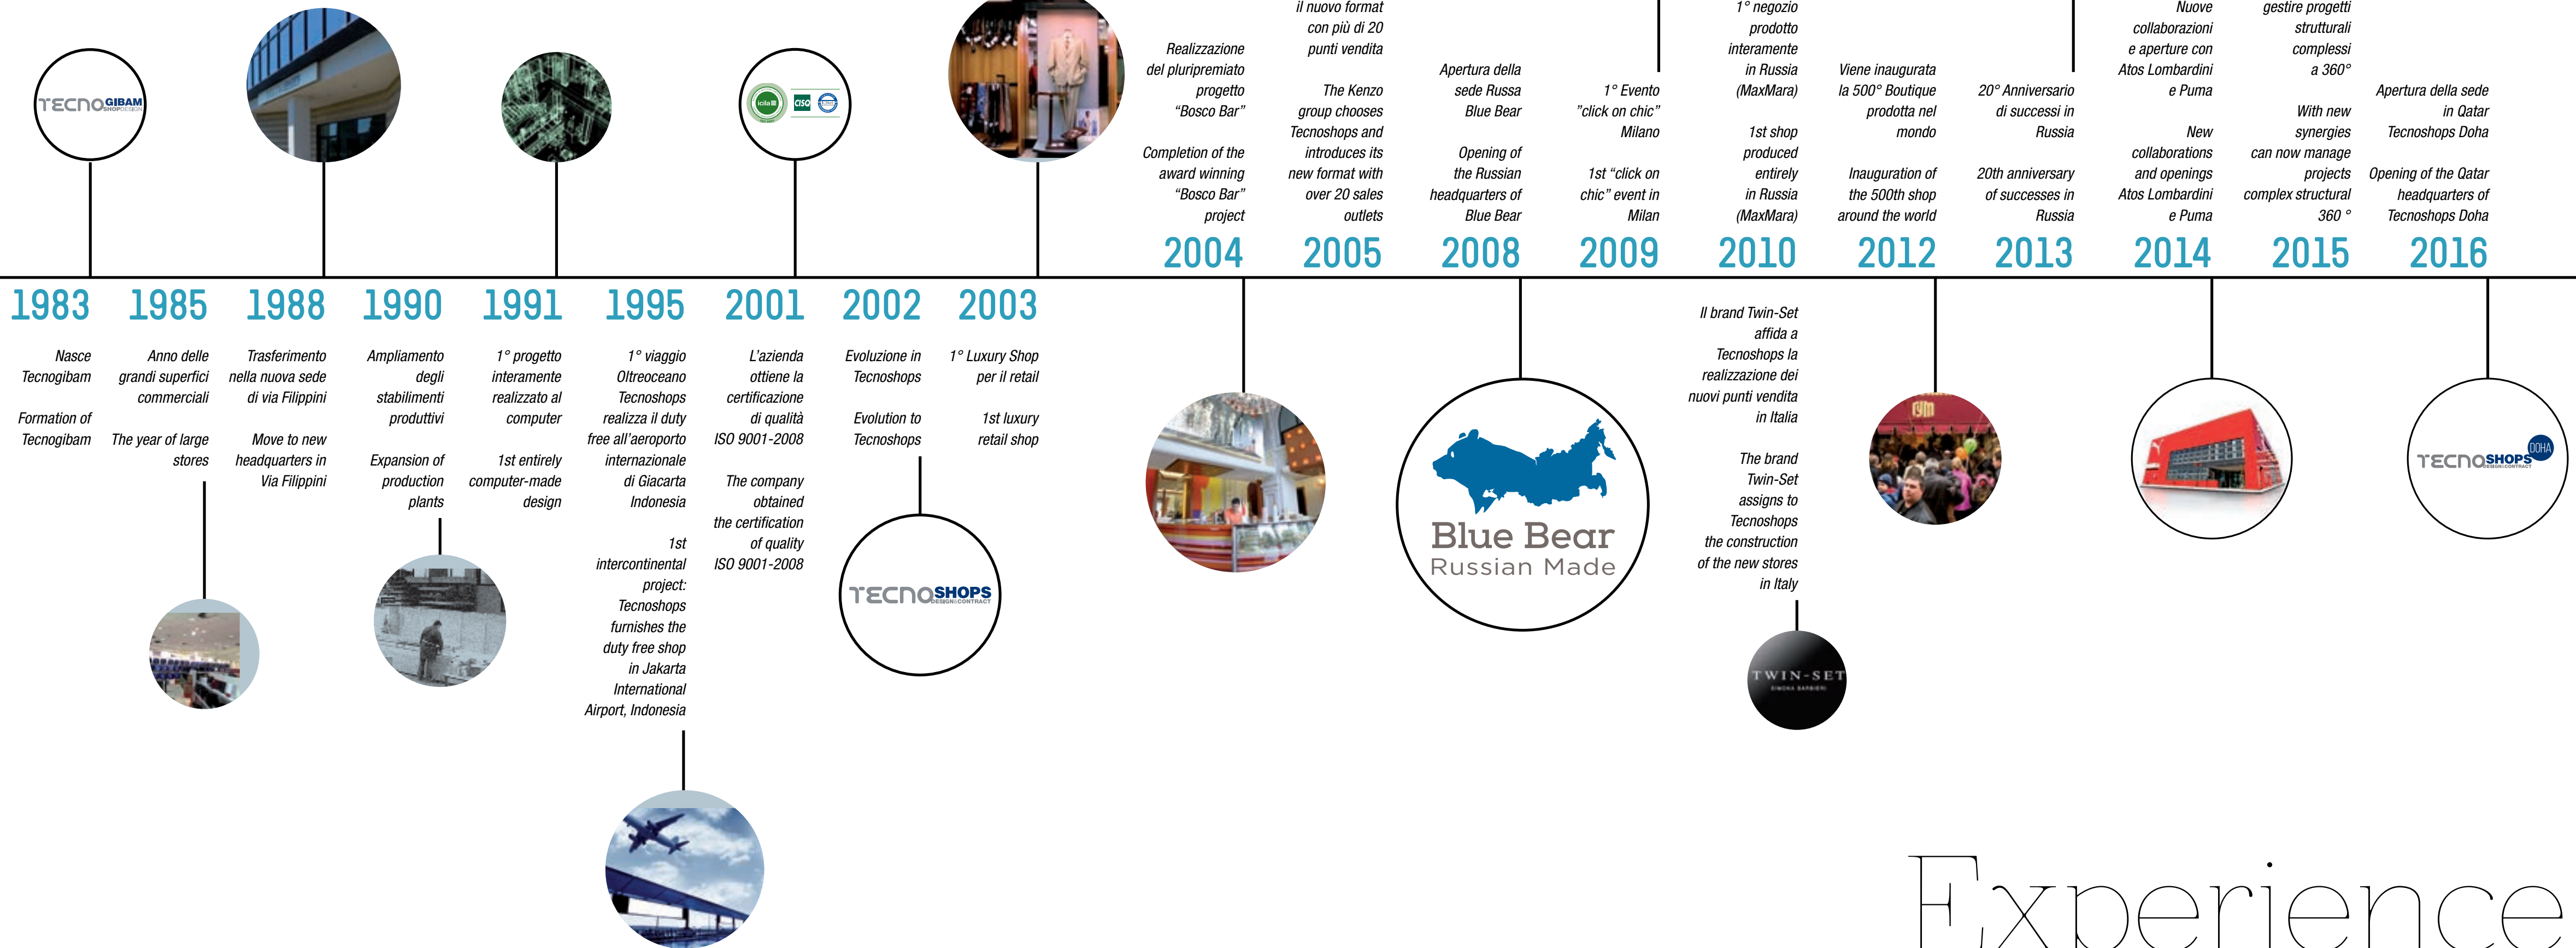 TECNOGIBAM
SHOPDESIGN
icila
CISQ
il nuovo format
con più di 20
punti vendita
1° negozio
prodotto
interamente
in Russia
(MaxMara)
Nuove
collaborazioni
e aperture con
Atos Lombardini
e Puma
gestire progetti
strutturali
complessi
a 360°
Realizzazione
del pluripremiato
progetto
“Bosco Bar”
Completion of the
award winning
“Bosco Bar”
project
2004
The Kenzo
group chooses
Tecnoshops and
introduces its
new format with
over 20 sales
outlets
2005
Apertura della
sede Russa
Blue Bear
Opening of
the Russian
headquarters of
Blue Bear
2008
1° Evento
”click on chic”
Milano
1st “click on
chic” event in
Milan
2009
1st shop
produced
entirely
in Russia
(MaxMara)
2010
Viene inaugurata
la 500° Boutique
prodotta nel
mondo
Inauguration of
the 500th shop
around the world
2012
20° Anniversario
di successi in
Russia
20th anniversary
of successes in
Russia
2013
New
collaborations
and openings
Atos Lombardini
e Puma
2014
With new
synergies
can now manage
projects
complex structural
360 °
2015
Apertura della sede
in Qatar
Tecnoshops Doha
Opening of the Qatar
headquarters of
Tecnoshops Doha
2016
1983
Nasce
Tecnogibam
Formation of
Tecnogibam
1985
Anno delle
grandi superfici
commerciali
The year of large
stores
1988
Trasferimento
nella nuova sede
di via Filippini
Move to new
headquarters in
Via Filippini
1990
Ampliamento
degli
stabilimenti
produttivi
Expansion of
production
plants
1991
1° progetto
interamente
realizzato al
computer
1st entirely
computer-made
design
1995
1° viaggio
Oltreoceano
Tecnoshops
realizza il duty
free all’aeroporto
internazionale
di Giacarta
Indonesia
1st
intercontinental
project:
Tecnoshops
furnishes the
duty free shop
in Jakarta
International
Airport, Indonesia
2001
L’azienda
ottiene la
certificazione
di qualità
ISO 9001-2008
The company
obtained
the certification
of quality
ISO 9001-2008
2002
Evoluzione in
Tecnoshops
Evolution to
Tecnoshops
TECNOSHOPS
DESIGN&CONTRACT
2003
1° Luxury Shop
per il retail
1st luxury
retail shop
Blue Bear
Russian Made
Il brand Twin-Set
affida a
Tecnoshops la
realizzazione dei
nuovi punti vendita
in Italia
The brand
Twin-Set
assigns to
Tecnoshops
the construction
of the new stores
in Italy
TWIN-SET
SIMONA BARBIERI
TECNOSHOPS
DESIGN&CONTRACT
DOHA
Experience